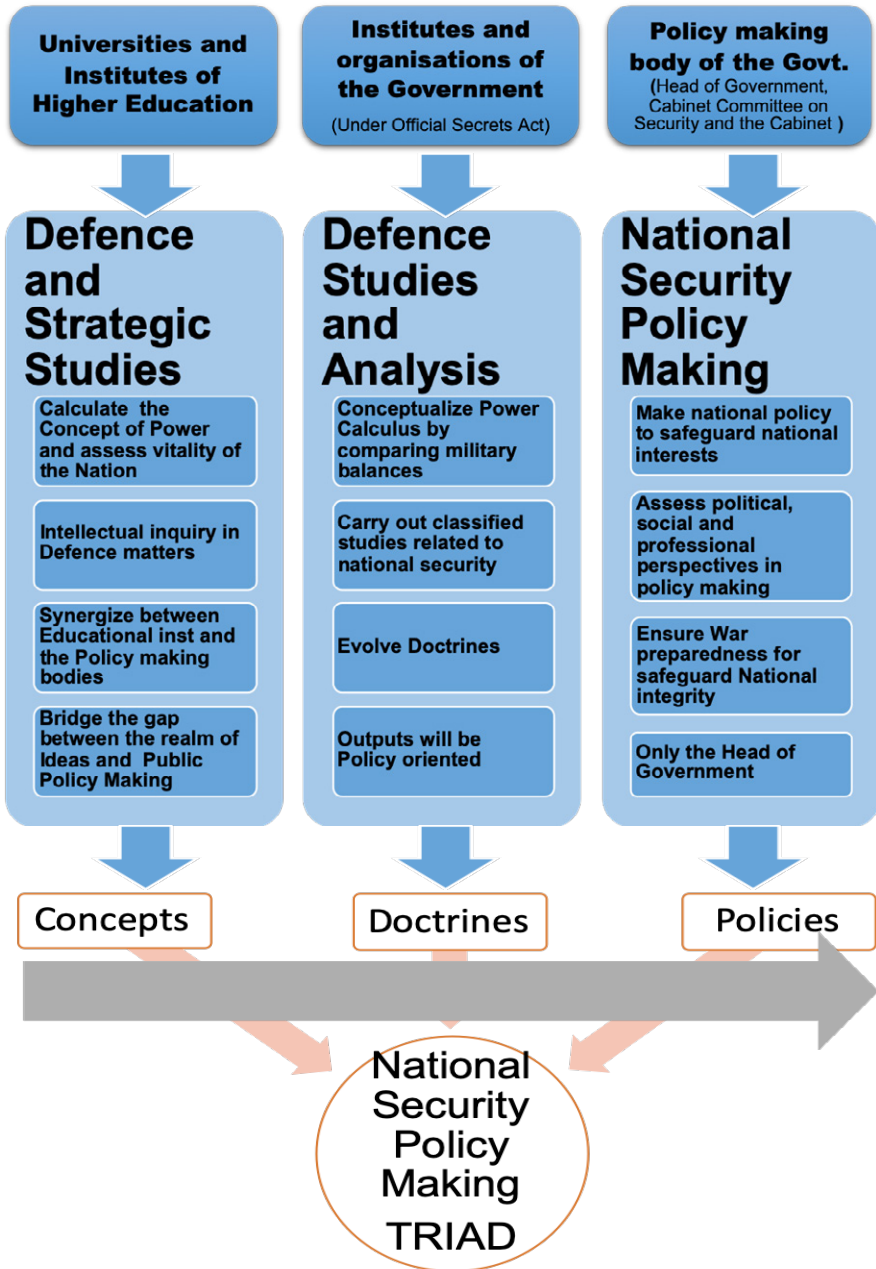 Universities and
Institutes of
Higher Education
Institutes and
organisations of
the Government
(Under Official Secrets Act)
Policy making
body of the Govt.
(Head of Government,
Cabinet Committee on
Security and the Cabinet )
Defence
and
Strategic
Studies
Calculate the
Concept of Power
and assess vitality of
the Nation
Intellectual inquiry in
Defence matters
Synergize between
Educational inst and
the Policy making
bodies
Bridge the gap
between the realm of
Ideas and Public
Policy Making
Defence
Studies
and
Analysis
Conceptualize Power
Calculus by
comparing military
balances
Carry out classified
studies related to
national security
Evolve Doctrines
Outputs will be
Policy oriented
National
Security
Policy
Making
Make national policy
to safeguard national
interests
Assess political,
social and
professional
perspectives in
policy making
Ensure War
preparedness for
safeguard National
integrity
Only the Head of
Government
Concepts
Doctrines
Policies
National
Security
Policy
Making
TRIAD